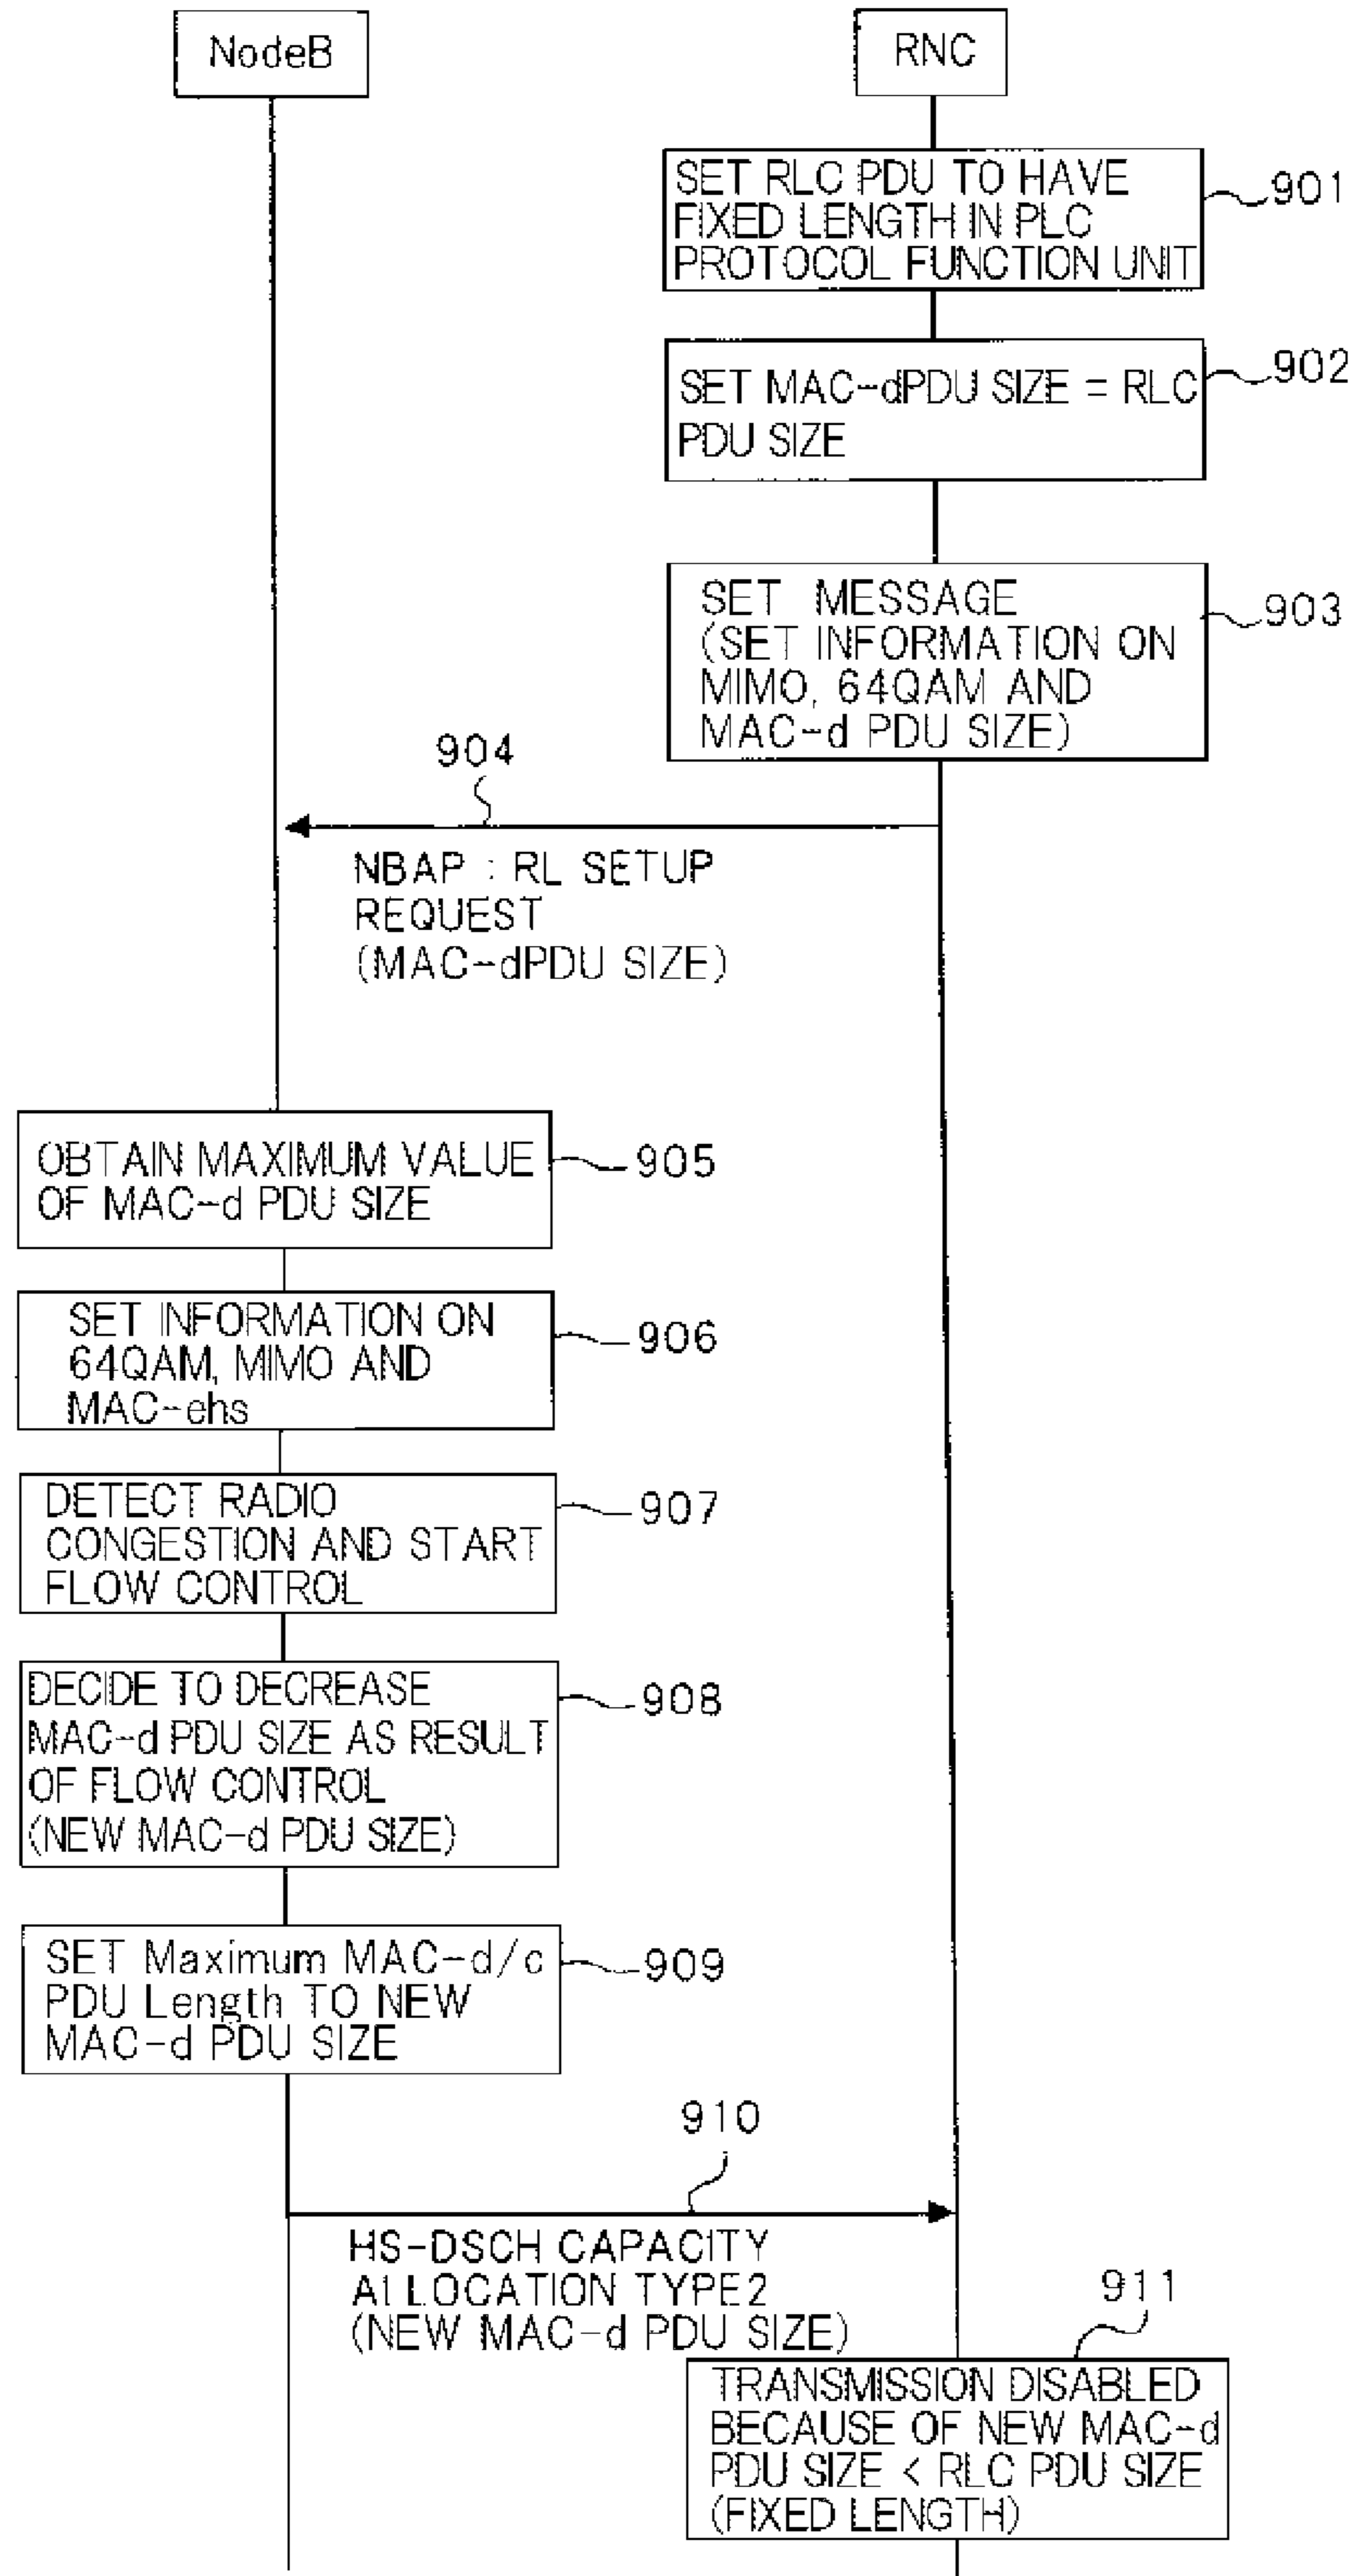 NodeB
RNC
SET RLC PDU TO HAVE
FIXED LENGTH IN PLC
PROTOCOL FUNCTION UNIT
901
SET MAC-dPDU SIZE = RLC
PDU SIZE
902
SET MESSAGE
(SET INFORMATION ON
MIMO, 64QAM AND
MAC-d PDU SIZE)
903
904
NBAP : RL SETUP
REQUEST
(MAC-dPDU SIZE)
OBTAIN MAXIMUM VALUE
OF MAC-d PDU SIZE
905
SET INFORMATION ON
64QAM, MIMO AND
MAC-ehs
906
DETECT RADIO
CONGESTION AND START
FLOW CONTROL
907
DECIDE TO DECREASE
MAC-d PDU SIZE AS RESULT
OF FLOW CONTROL
(NEW MAC-d PDU SIZE)
908
SET Maximum MAC-d/c
PDU Length TO NEW
MAC-d PDU SIZE
909
910
HS-DSCH CAPACITY
ALLOCATION TYPE2
(NEW MAC-d PDU SIZE)
911
TRANSMISSION DISABLED
BECAUSE OF NEW MAC-d
PDU SIZE < RLC PDU SIZE
(FIXED LENGTH)